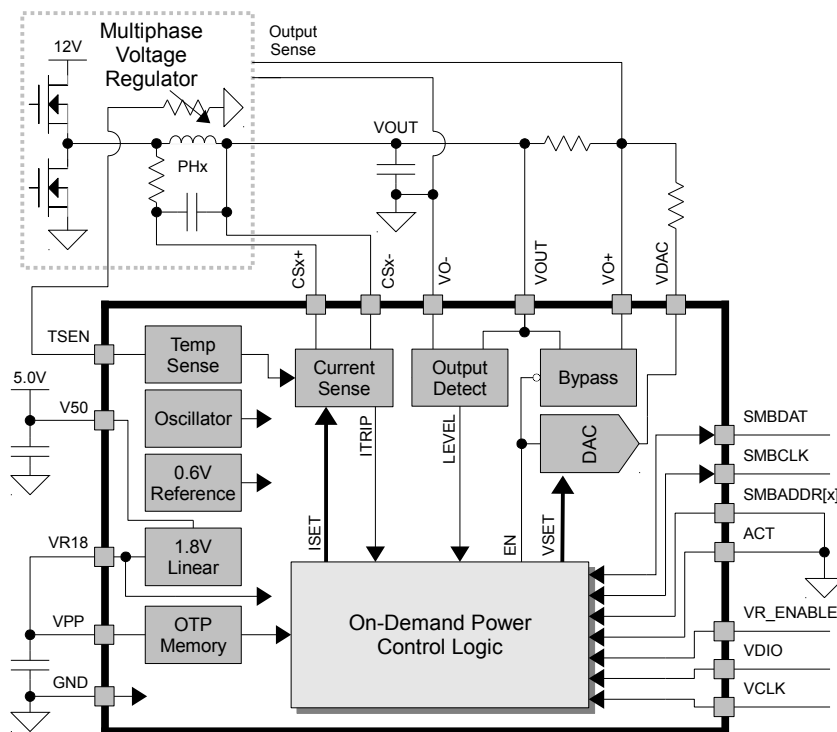 Multiphase
Voltage
Regulator
Output
Sense
12V
PHx
VOUT
CSx+
CSx-
VO-
VOUT
VO+
VDAC
TSEN
Temp
Sense
Current
Sense
Output
Detect
Bypass
5.0V
V50
Oscillator
ITRIP
LEVEL
DAC
SMBDAT
SMBCLK
0.6V
Reference
SMBADDR[x]
VR18
1.8V
Linear
ISET
EN
VSET
ACT
VPP
OTP
Memory
On-Demand Power
Control Logic
VR_ENABLE
VDIO
GND
VCLK